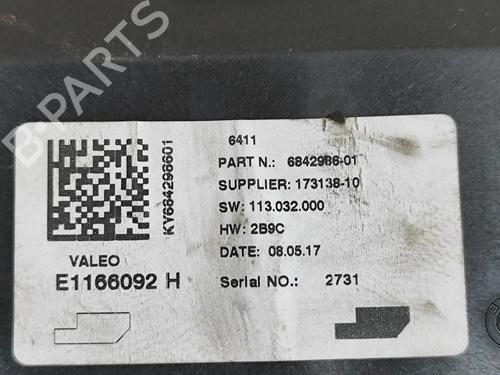 B-PARTS
6411
PART N.: 6842986-01
SUPPLIER: 173138-10
SW: 113.032.000
HW: 2B9C
DATE: 08.05.17
Serial NO.: 2731
KY684298601
VALEO
E1166092 H